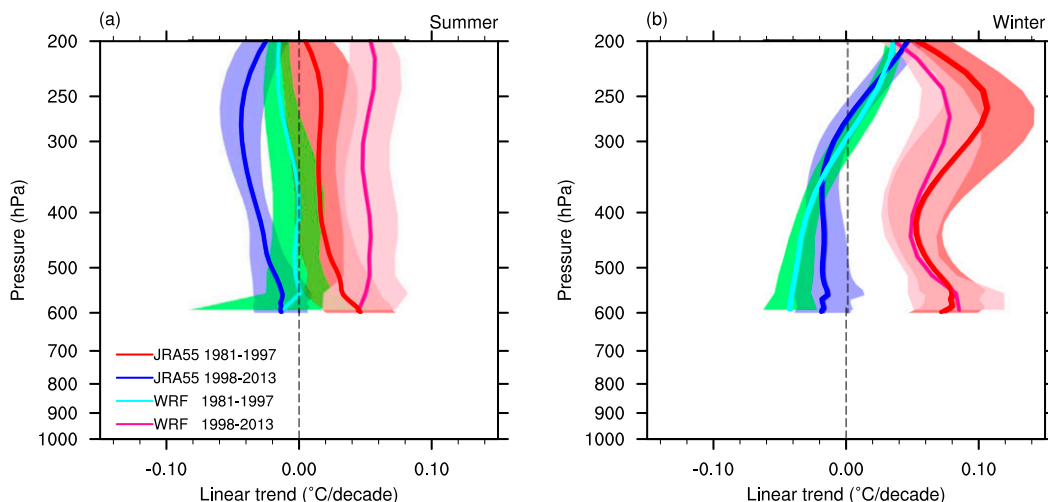 (a) Summer
Pressure (hPa)
200
250
300
400
500
600
700
800
900
1000
JRA55 1981-1997
JRA55 1998-2013
WRF 1981-1997
WRF 1998-2013
-0.10 0.00 0.10
Linear trend (°C/decade)
(b) Winter
Pressure (hPa)
200
250
300
400
500
600
700
800
900
1000
-0.10 0.00 0.10
Linear trend (°C/decade)